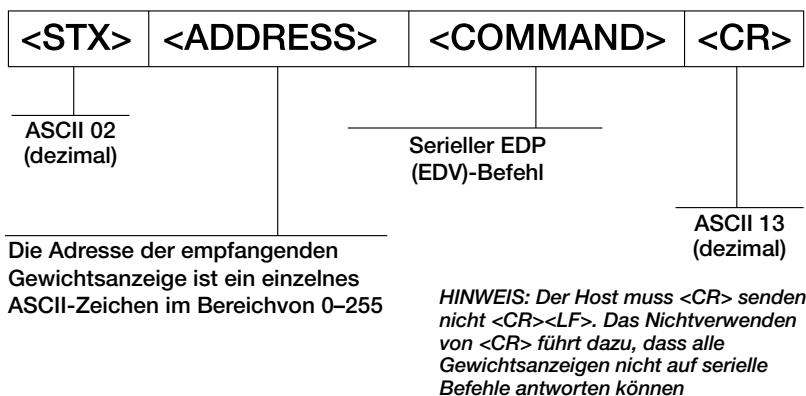 <STX> <ADDRESS> <COMMAND> <CR>
ASCII 02
(dezimal)
Serieller EDP
(EDV)-Befehl
ASCII 13
(dezimal)
Die Adresse der empfangenden
Gewichtsanzeige ist ein einzelnes
ASCII-Zeichen im Bereichvon 0–255
HINWEIS: Der Host muss <CR> senden
nicht <CR><LF>. Das Nichtverwenden
von <CR> führt dazu, dass alle
Gewichtsanzeigen nicht auf serielle
Befehle antworten können